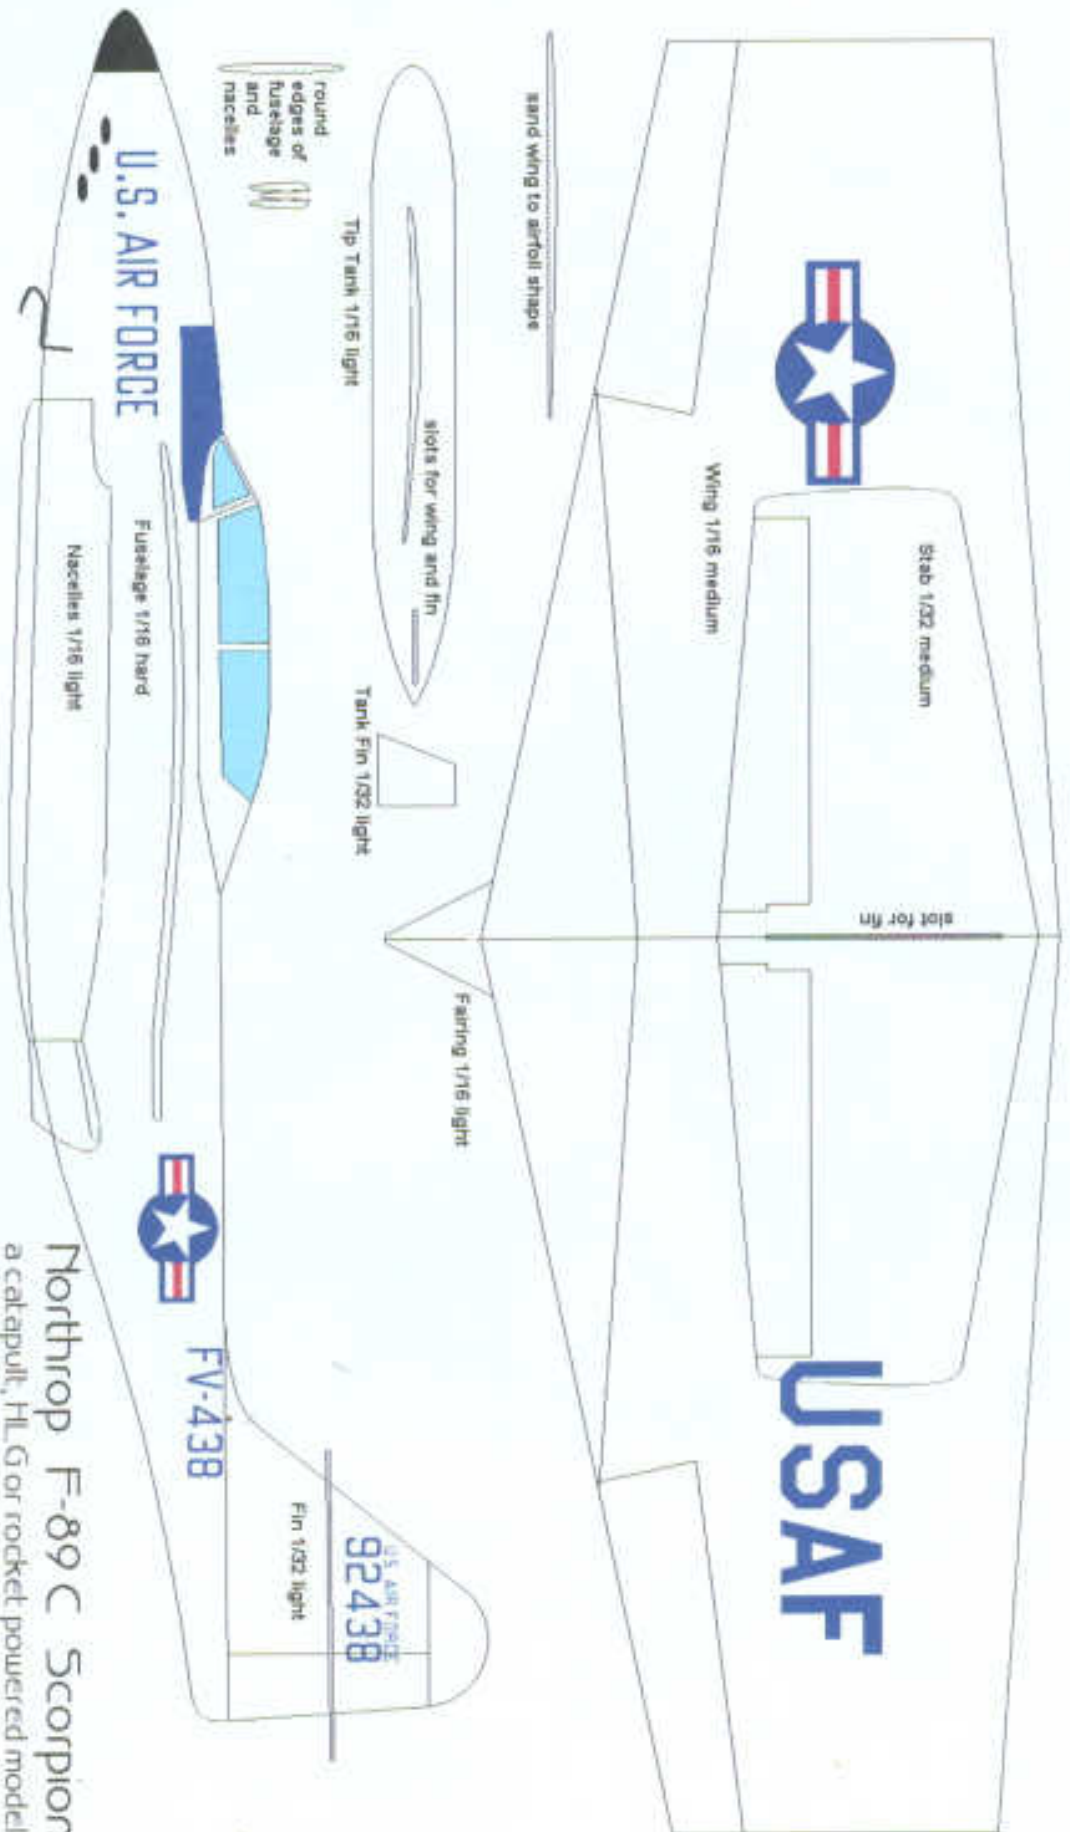 sand wing to airfoil shape
Wing 1/16 medium
Stab 1/32 medium
slot for fin
USAF
round
edges of
fuselage
and
nacelles
Tip Tank 1/16 light
slots for wing and fin
Tank Fin 1/32 light
Fairing 1/16 light
U.S. AIR FORCE
Fuselage 1/16 hard
Nacelles 1/16 light
FV-438
Fin 1/32 light
U.S. AIR FORCE
92438
Northrop F-89 C Scorpion
a catapult, HLG or rocket powered model